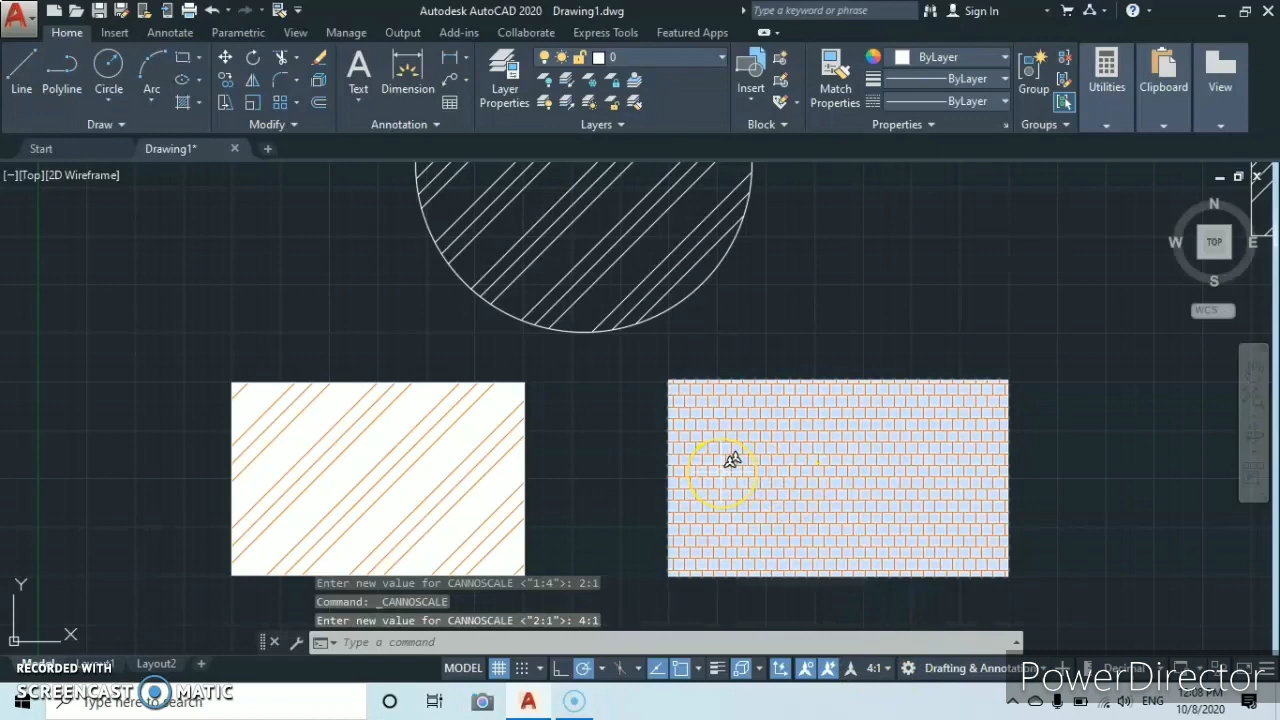 Autodesk AutoCAD 2020 Drawing1.dwg
Type a keyword or phrase
Sign In
Home Insert Annotate Parametric View Manage Output Add-ins Collaborate Express Tools Featured Apps
0
ByLayer
ByLayer
ByLayer
Line Polyline Circle Arc Text Dimension Layer Properties Insert Match Properties Group Utilities Clipboard View
Draw Modify Annotation Layers Block Properties Groups
Start Drawing1*
[−][Top][2D Wireframe]
N
W TOP E
S
WCS
Y
X
Enter new value for CANNOSCALE <"1:4">: 2:1
Command: _CANNOSCALE
Enter new value for CANNOSCALE <"2:1">: 4:1
Type a command
Layout2
MODEL
4:1
Drafting & Annotation
Decimal
RECORDED WITH
SCREENCAST MATIC
PowerDirector
Type here to search
ENG
12:08 PM
10/8/2020